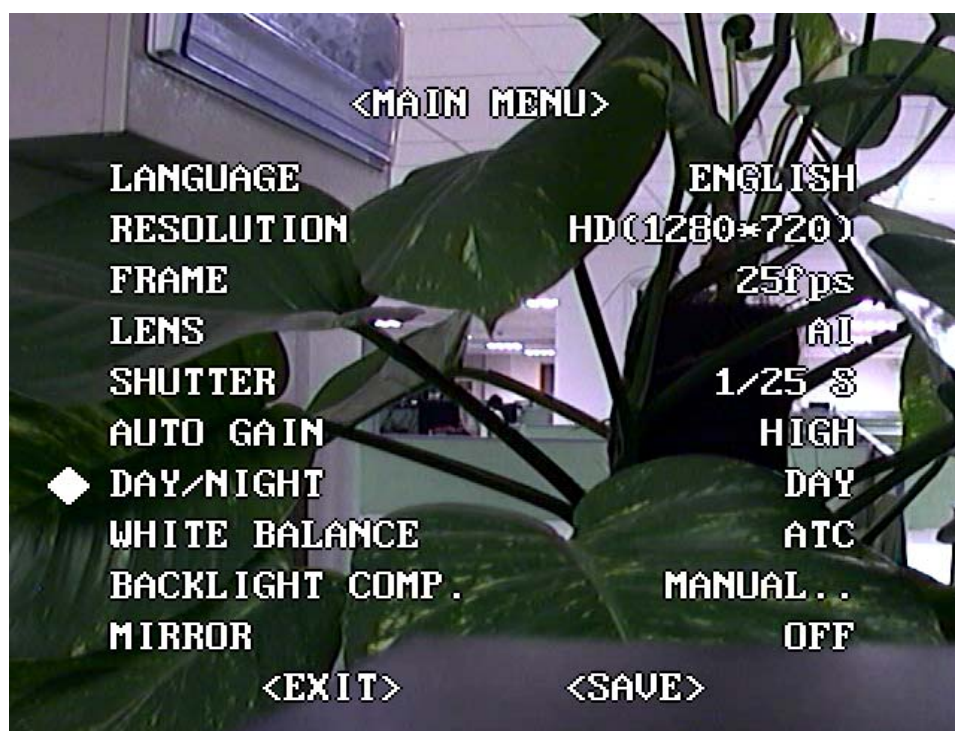 <MAIN MENU>
LANGUAGE ENGLISH
RESOLUTION HD(1280*720)
FRAME 25fps
LENS AI
SHUTTER 1/25 S
AUTO GAIN HIGH
DAY/NIGHT DAY
WHITE BALANCE ATC
BACKLIGHT COMP. MANUAL..
MIRROR OFF
<EXIT> <SAVE>